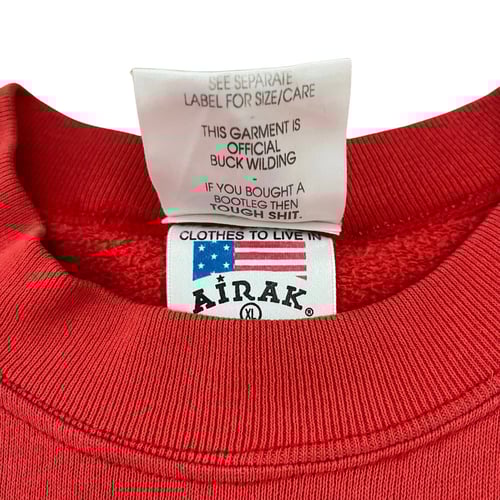 SEE SEPARATE
LABEL FOR SIZE/CARE
THIS GARMENT IS
OFFICIAL
BUCK WILDING
IF YOU BOUGHT A
BOOTLEG THEN
TOUGH SHIT.
CLOTHES TO LIVE IN
AIRAK®
XL